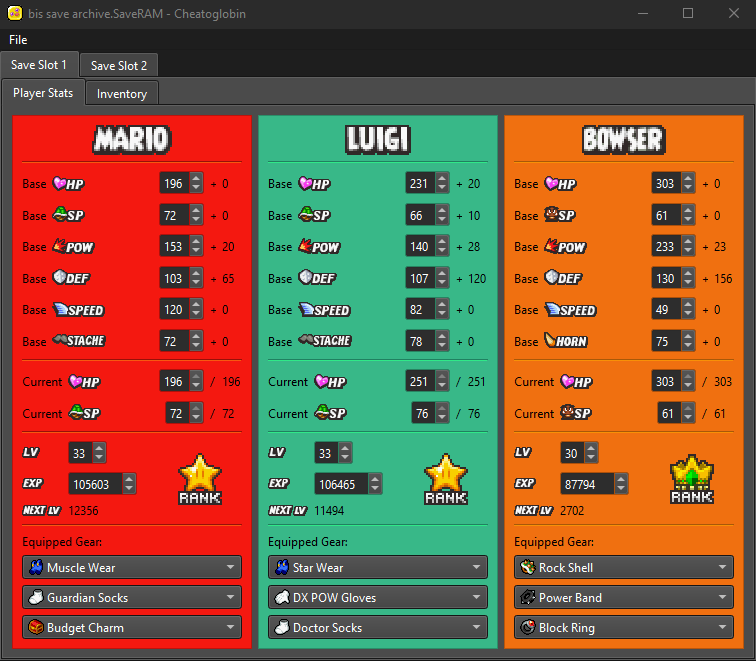 bis save archive.SaveRAM - Cheatoglobin
File
Save Slot 1 Save Slot 2
Player Stats Inventory
MARIO
Base HP 196 + 0
Base SP 72 + 0
Base POW 153 + 20
Base DEF 103 + 65
Base SPEED 120 + 0
Base STACHE 72 + 0
Current HP 196 / 196
Current SP 72 / 72
LV 33
EXP 105603
RANK
NEXT LV 12356
Equipped Gear:
Muscle Wear
Guardian Socks
Budget Charm
LUIGI
Base HP 231 + 20
Base SP 66 + 10
Base POW 140 + 28
Base DEF 107 + 120
Base SPEED 82 + 0
Base STACHE 78 + 0
Current HP 251 / 251
Current SP 76 / 76
LV 33
EXP 106465
RANK
NEXT LV 11494
Equipped Gear:
Star Wear
DX POW Gloves
Doctor Socks
BOWSER
Base HP 303 + 0
Base SP 61 + 0
Base POW 233 + 23
Base DEF 130 + 156
Base SPEED 49 + 0
Base HORN 75 + 0
Current HP 303 / 303
Current SP 61 / 61
LV 30
EXP 87794
RANK
NEXT LV 2702
Equipped Gear:
Rock Shell
Power Band
Block Ring